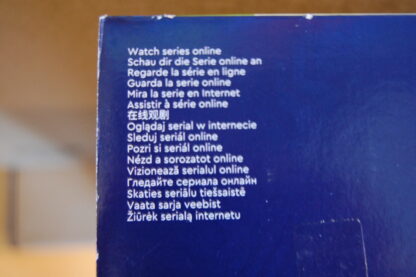 Watch series online
Schau dir die Serie online an
Regarde la série en ligne
Guarda la serie online
Mira la serie en Internet
Assistir à série online
在线观剧
Oglądaj serial w internecie
Sleduj seriál online
Pozri si seriál online
Nézd a sorozatot online
Vizionează serialul online
Гледайте сериала онлайн
Skaties seriālu tiešsaistē
Vaata sarja veebist
Žiūrėk serialą internetu